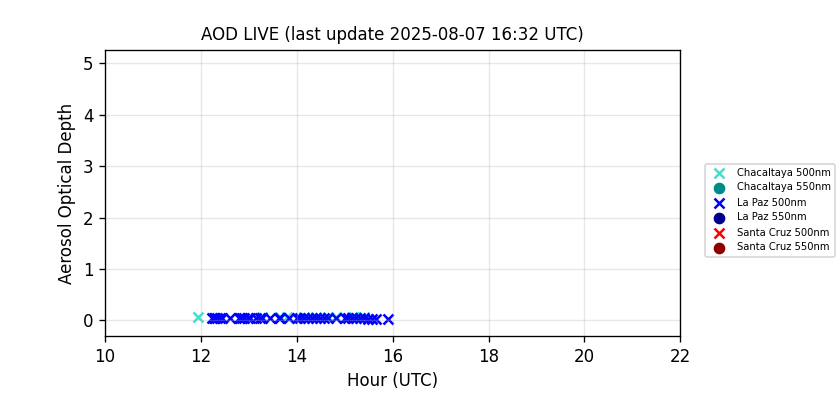 AOD LIVE (last update 2025-08-07 16:32 UTC)
Aerosol Optical Depth
5
4
3
2
1
0
10 12 14 16 18 20 22
Hour (UTC)
Chacaltaya 500nm
Chacaltaya 550nm
La Paz 500nm
La Paz 550nm
Santa Cruz 500nm
Santa Cruz 550nm